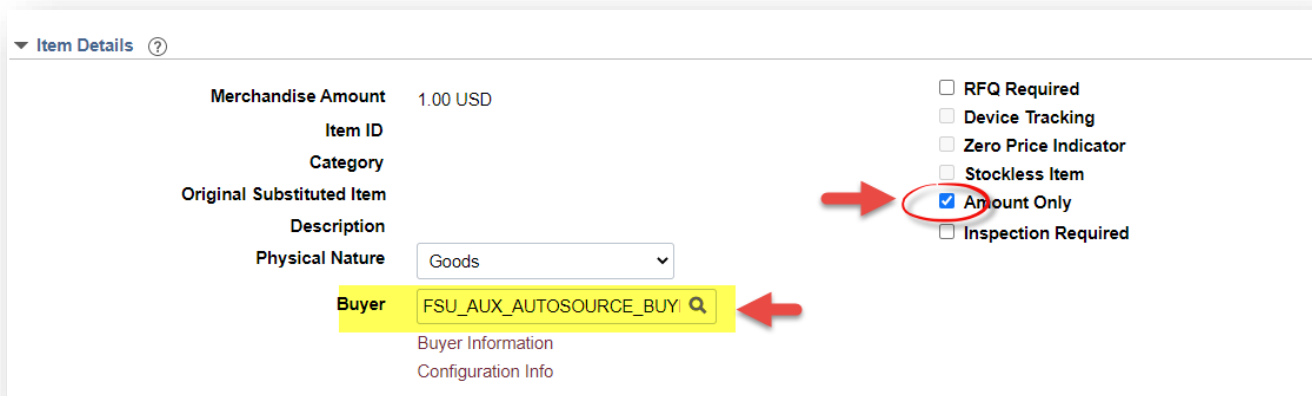 Item Details ?
Merchandise Amount 1.00 USD
Item ID
Category
Original Substituted Item
Description
Physical Nature Goods
Buyer FSU_AUX_AUTOSOURCE_BUY
Buyer Information
Configuration Info
RFQ Required
Device Tracking
Zero Price Indicator
Stockless Item
Amount Only
Inspection Required